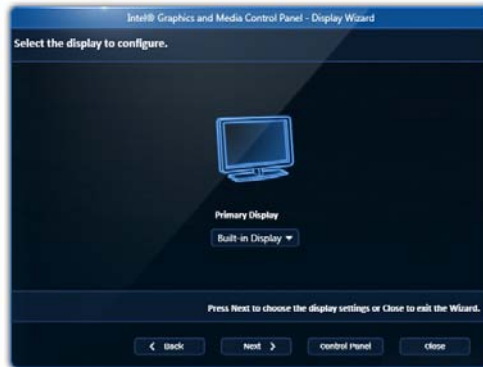 Intel® Graphics and Media Control Panel - Display Wizard
Select the display to configure.
Primary Display
Built-in Display
Press Next to choose the display settings or Close to exit the Wizard.
Back
Next
Control Panel
Close